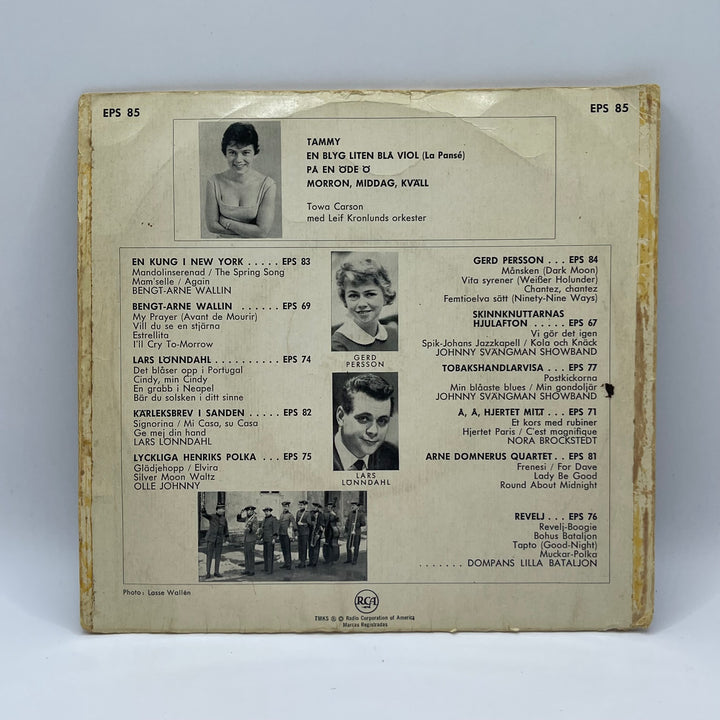 EPS 85
EPS 85
TAMMY
EN BLYG LITEN BLÅ VIOL (La Pansé)
PÅ EN ÖDE Ö
MORRON, MIDDAG, KVÄLL
Towa Carson
med Leif Kronlunds orkester
EN KUNG I NEW YORK . . . . . EPS 83
Mandolinserenad / The Spring Song
Mam'selle / Again
BENGT-ARNE WALLIN
BENGT-ARNE WALLIN . . . . . . EPS 69
My Prayer (Avant de Mourir)
Vill du se en stjärna
Estrellita
I'll Cry To-Morrow
LARS LÖNNDAHL . . . . . . . . . . EPS 74
Det blåser opp i Portugal
Cindy, min Cindy
En grabb i Neapel
Bär du solsken i ditt sinne
KÄRLEKSBREV I SANDEN . . . . . EPS 82
Signorina / Mi Casa, su Casa
Ge mej din hand
LARS LÖNNDAHL
LYCKLIGA HENRIKS POLKA . . . EPS 75
Glädjehopp / Elvira
Silver Moon Waltz
OLLE JOHNNY
GERD
PERSSON
LARS
LÖNNDAHL
GERD PERSSON . . . EPS 84
Månsken (Dark Moon)
Vita syrener (Weißer Holunder)
Chantez, chantez
Femtioelva sätt (Ninety-Nine Ways)
SKINNKNUTTARNAS
HJULAFTON . . . . . EPS 67
Vi gör det igen
Spik-Johans Jazzkapell / Kola och Knäck
JOHNNY SVÄNGMAN SHOWBAND
TOBAKSHANDLARVISA . . . EPS 77
Postkickorna
Min blåaste blues / Min gondoljär
JOHNNY SVÄNGMAN SHOWBAND
Å, Å, HJERTET MITT . . EPS 71
Et kors med rubiner
Hjertet Paris / C'est magnifique
NORA BROCKSTEDT
ARNE DOMNERUS QUARTET . . EPS 81
Frenesi / For Dave
Lady Be Good
Round About Midnight
REVELJ . . . EPS 76
Revelj-Boogie
Bohus Bataljon
Tapto (Good-Night)
Muckar-Polka
. . . . . . . DOMPANS LILLA BATALJON
Photo: Lasse Wallén
RCA
TMKS ® © Radio Corporation of America
Marcas Registradas